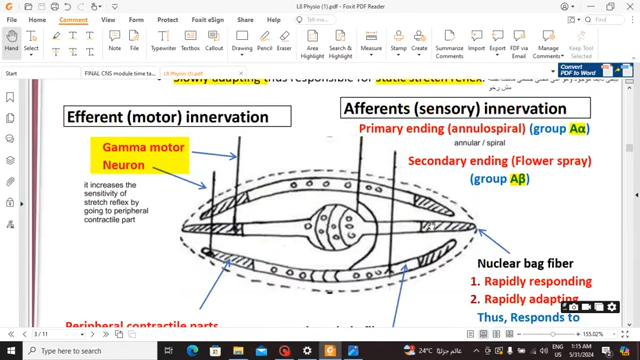 L8 Physio (1).pdf * - Foxit PDF Reader
File Home Comment View Form Protect Foxit eSign Share Help Tell me...
Hand Select
Note File
Typewriter Textbox Callout Highlight Pencil Eraser
Area Highlight Search & Highlight
Measure Stamp Create
Summarize Comments Import Export FDF via Email Manage Comments Keep Tool Selected
Start FINAL CNS module time ta... L8 Physio (1).pdf *
Convert PDF to Word
Slowly adapting thus responsible for static stretch reflex
مش رخو
Efferent (motor) innervation
Afferents (sensory) innervation
Gamma motor
Neuron
it increases the
sensitivity of
stretch reflex by
going to peripheral
contractile part
Primary ending (annulospiral) (group Aα)
annular / spiral
Secondary ending (Flower spray)
(group Aβ)
Nuclear bag fiber
1. Rapidly responding
2. Rapidly adapting
Thus, Responds to
Peripheral contractile parts
3 / 11
155.02%
Type here to search
24°C غائم جزئيًا
ENG
US
1:15 AM
5/31/2024